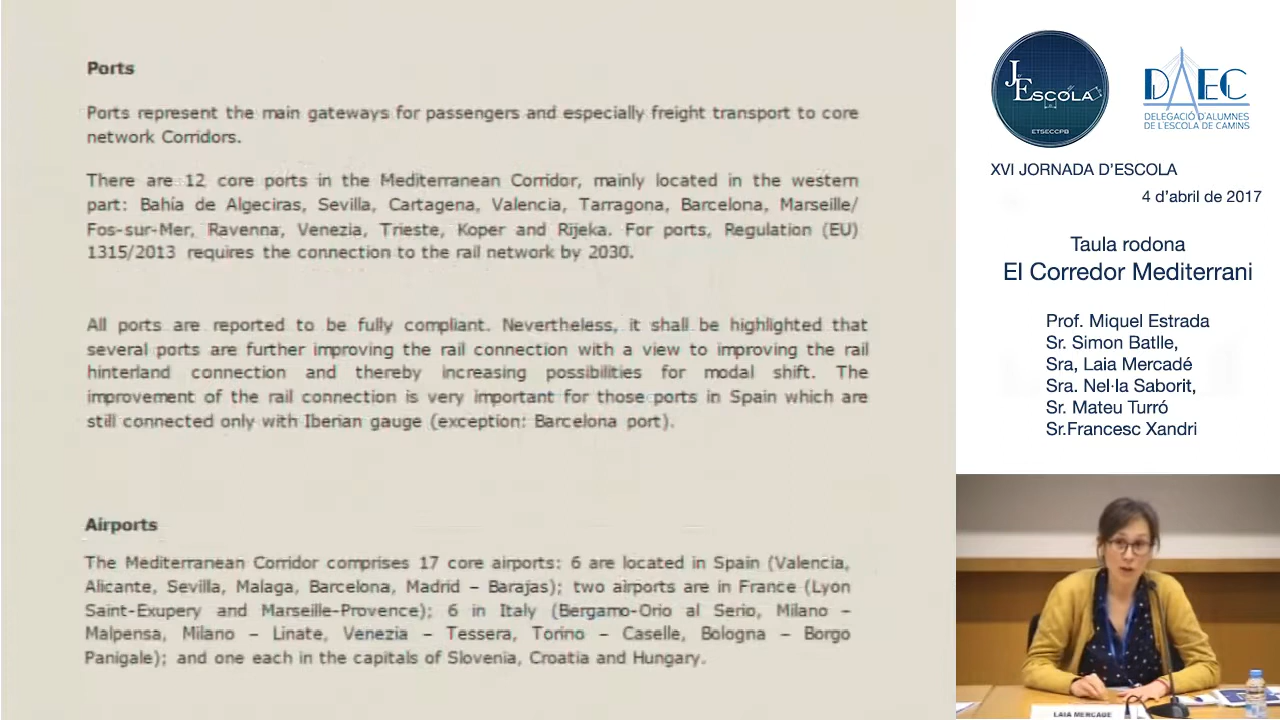 Ports
Ports represent the main gateways for passengers and especially freight transport to core
network Corridors.
There are 12 core ports in the Mediterranean Corridor, mainly located in the western
part: Bahía de Algeciras, Sevilla, Cartagena, Valencia, Tarragona, Barcelona, Marseille/
Fos-sur-Mer, Ravenna, Venezia, Trieste, Koper and Rijeka. For ports, Regulation (EU)
1315/2013 requires the connection to the rail network by 2030.
All ports are reported to be fully compliant. Nevertheless, it shall be highlighted that
several ports are further improving the rail connection with a view to improving the rail
hinterland connection and thereby increasing possibilities for modal shift. The
improvement of the rail connection is very important for those ports in Spain which are
still connected only with Iberian gauge (exception: Barcelona port).
Airports
The Mediterranean Corridor comprises 17 core airports: 6 are located in Spain (Valencia,
Alicante, Sevilla, Malaga, Barcelona, Madrid – Barajas); two airports are in France (Lyon
Saint-Exupery and Marseille-Provence); 6 in Italy (Bergamo-Orio al Serio, Milano –
Malpensa, Milano – Linate, Venezia – Tessera, Torino – Caselle, Bologna – Borgo
Panigale); and one each in the capitals of Slovenia, Croatia and Hungary.
J
ESCOLA
ETSECCPB
DAEC
DELEGACIÓ D'ALUMNES
DE L'ESCOLA DE CAMINS
XVI JORNADA D'ESCOLA
4 d'abril de 2017
Taula rodona
El Corredor Mediterrani
Prof. Miquel Estrada
Sr. Simon Batlle,
Sra, Laia Mercadé
Sra. Nel·la Saborit,
Sr. Mateu Turró
Sr.Francesc Xandri
LAIA MERCADÉ